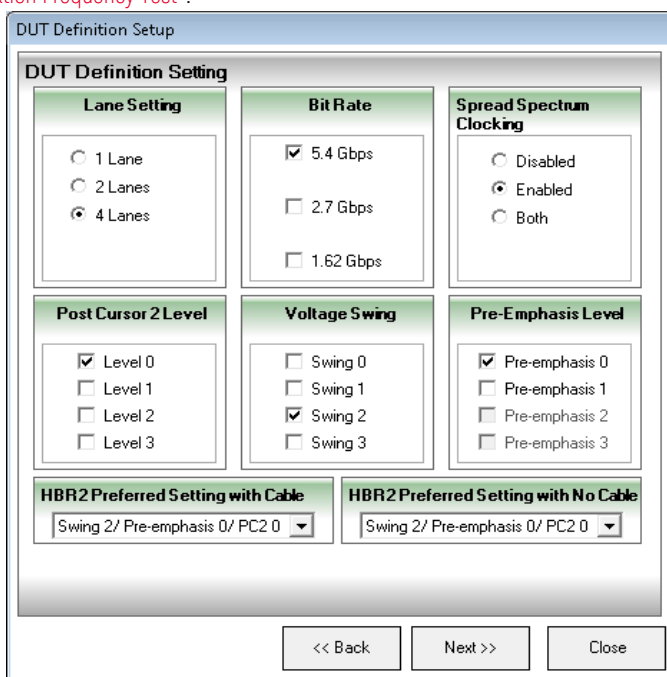 ation Frequency Test".
DUT Definition Setup
DUT Definition Setting
Lane Setting
1 Lane
2 Lanes
4 Lanes
Bit Rate
5.4 Gbps
2.7 Gbps
1.62 Gbps
Spread Spectrum
Clocking
Disabled
Enabled
Both
Post Cursor 2 Level
Level 0
Level 1
Level 2
Level 3
Voltage Swing
Swing 0
Swing 1
Swing 2
Swing 3
Pre-Emphasis Level
Pre-emphasis 0
Pre-emphasis 1
Pre-emphasis 2
Pre-emphasis 3
HBR2 Preferred Setting with Cable
Swing 2/ Pre-emphasis 0/ PC2 0
HBR2 Preferred Setting with No Cable
Swing 2/ Pre-emphasis 0/ PC2 0
<< Back
Next >>
Close